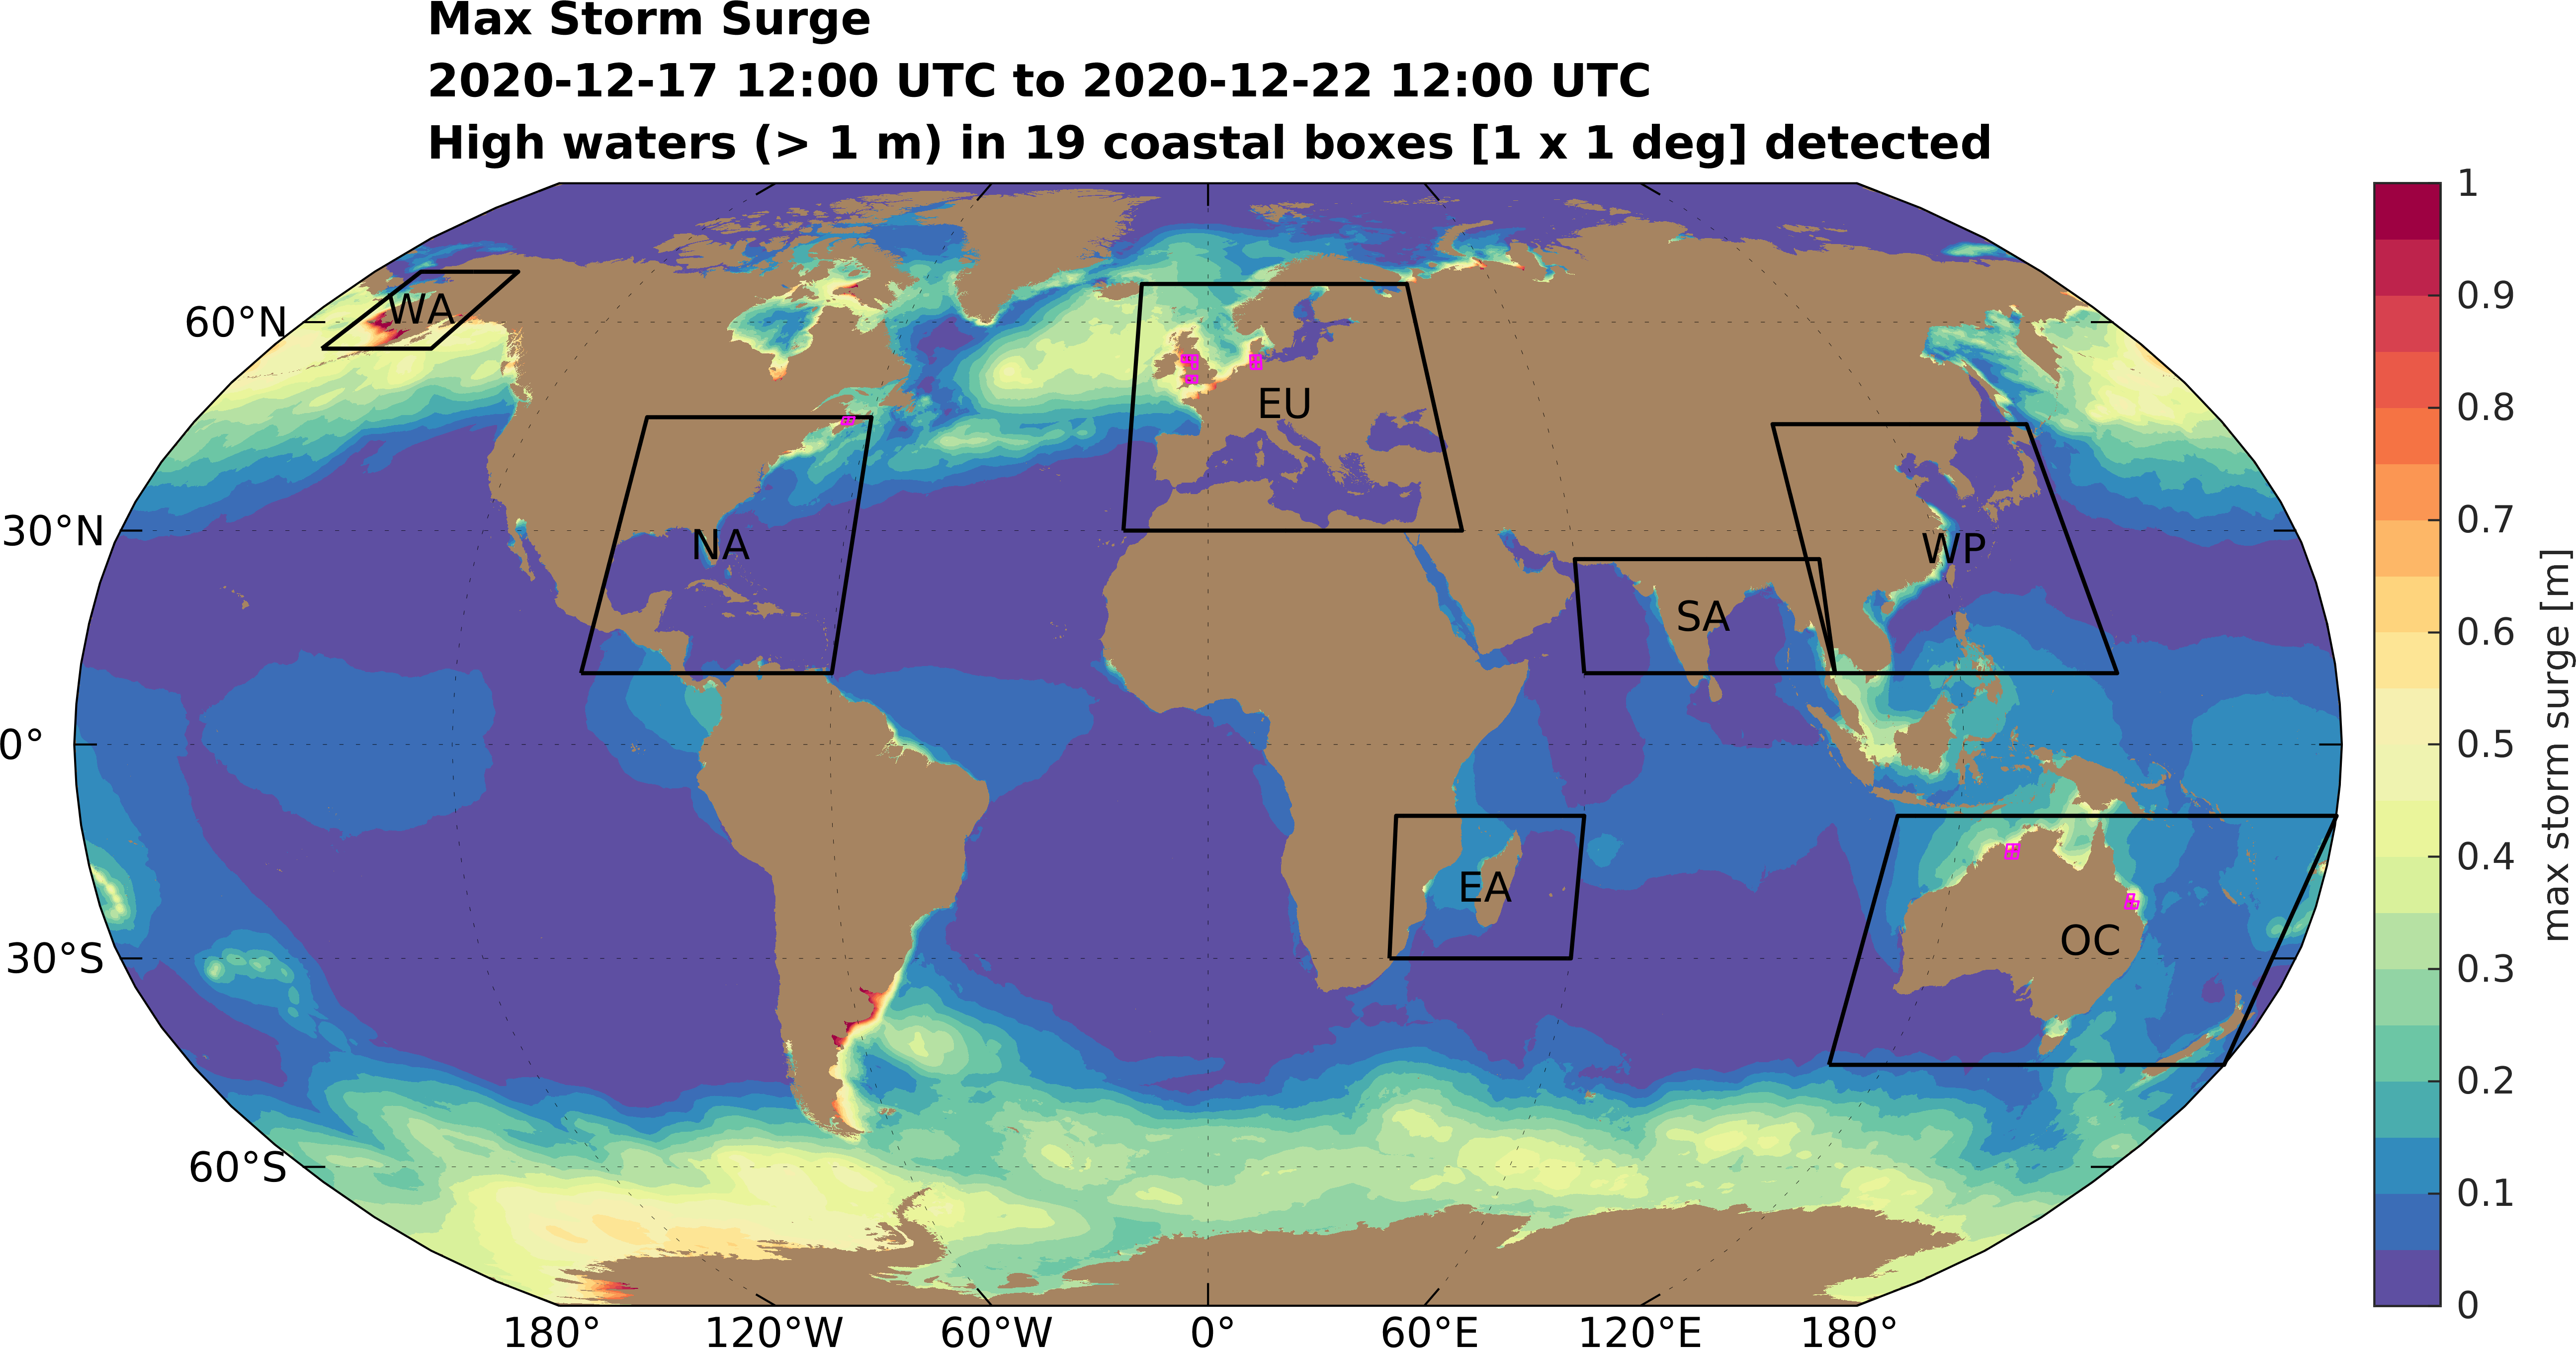 Max Storm Surge
2020-12-17 12:00 UTC to 2020-12-22 12:00 UTC
High waters (> 1 m) in 19 coastal boxes [1 x 1 deg] detected
60°N
30°N
0°
30°S
60°S
WA
NA
EU
SA
WP
EA
OC
180°
120°W
60°W
0°
60°E
120°E
180°
1
0.9
0.8
0.7
0.6
0.5
0.4
0.3
0.2
0.1
0
max storm surge [m]